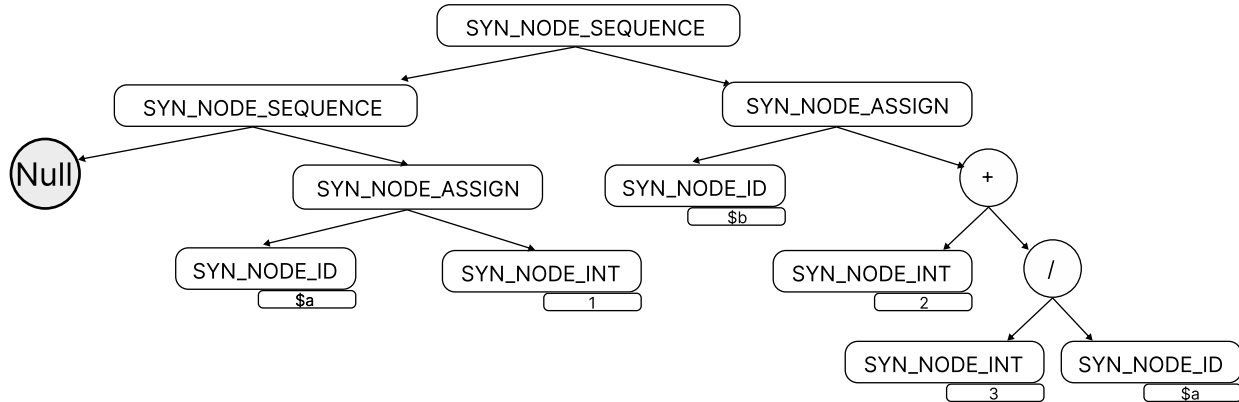 SYN_NODE_SEQUENCE
SYN_NODE_SEQUENCE
SYN_NODE_ASSIGN
Null
SYN_NODE_ASSIGN
SYN_NODE_ID
$b
+
SYN_NODE_ID
$a
SYN_NODE_INT
1
SYN_NODE_INT
2
/
SYN_NODE_INT
3
SYN_NODE_ID
$a